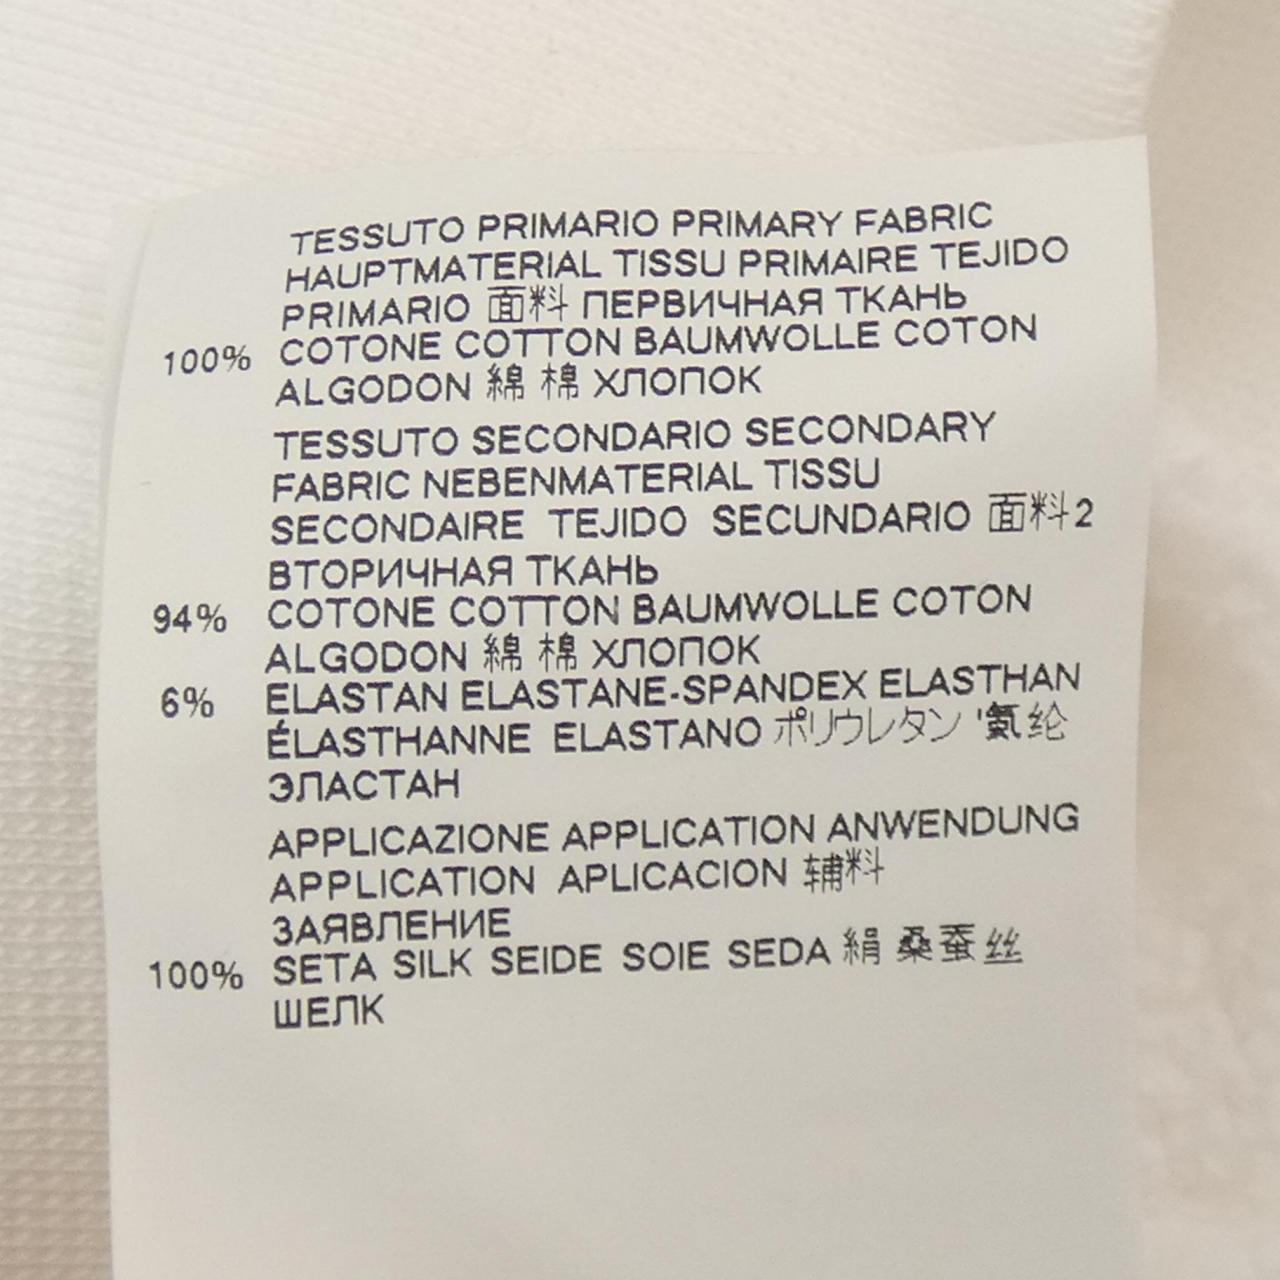 TESSUTO PRIMARIO PRIMARY FABRIC
HAUPTMATERIAL TISSU PRIMAIRE TEJIDO
PRIMARIO 面料 ПЕРВИЧНАЯ ТКАНЬ
100% COTONE COTTON BAUMWOLLE COTON
ALGODON 綿 棉 ХЛОПОК
TESSUTO SECONDARIO SECONDARY
FABRIC NEBENMATERIAL TISSU
SECONDAIRE TEJIDO SECUNDARIO 面料2
ВТОРИЧНАЯ ТКАНЬ
94% COTONE COTTON BAUMWOLLE COTON
ALGODON 綿 棉 ХЛОПОК
6% ELASTAN ELASTANE-SPANDEX ELASTHAN
ÉLASTHANNE ELASTANO ポリウレタン '氨纶
ЭЛАСТАН
APPLICAZIONE APPLICATION ANWENDUNG
APPLICATION APLICACION 辅料
ЗАЯВЛЕНИЕ
100% SETA SILK SEIDE SOIE SEDA 絹 桑蚕丝
ШЕЛК